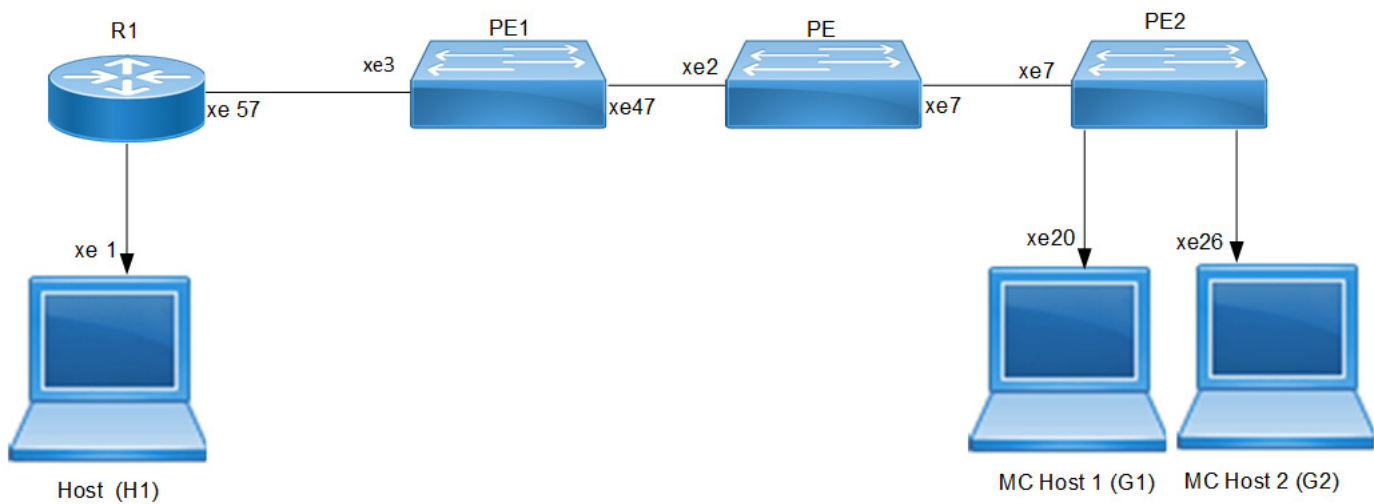 R1
PE1
PE
PE2
xe3
xe2
xe7
xe 57
xe47
xe7
xe 1
xe20
xe26
Host (H1)
MC Host 1 (G1)
MC Host 2 (G2)